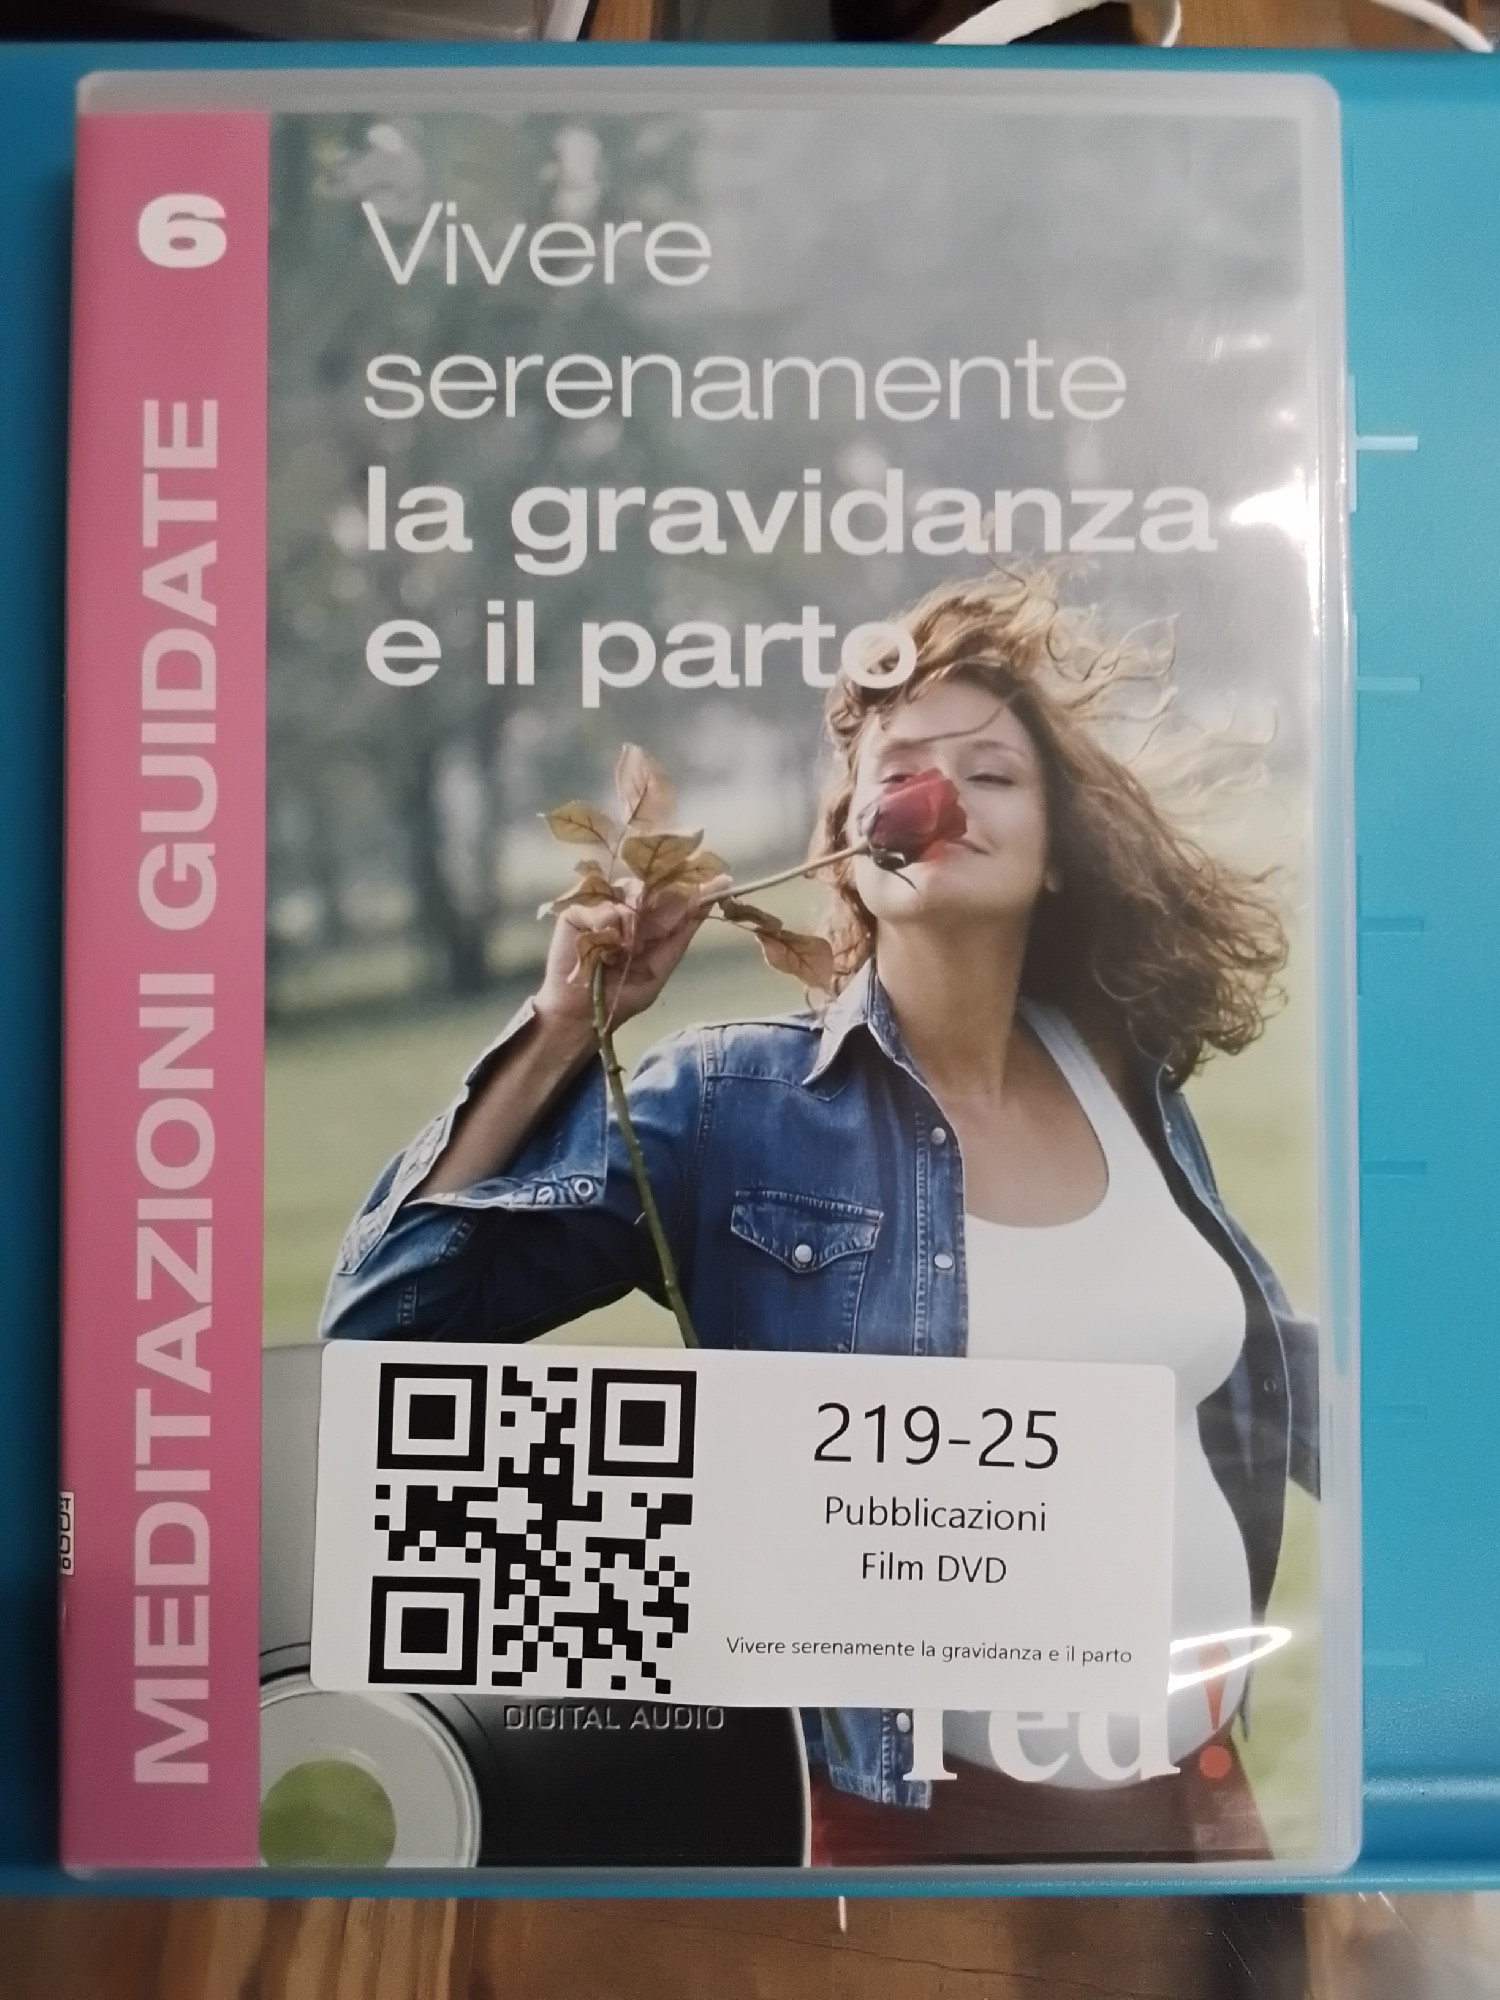 6
MEDITAZIONI GUIDATE
Vivere
serenamente
la gravidanza
e il parto
219-25
Pubblicazioni
Film DVD
Vivere serenamente la gravidanza e il parto
DIGITAL AUDIO
red!